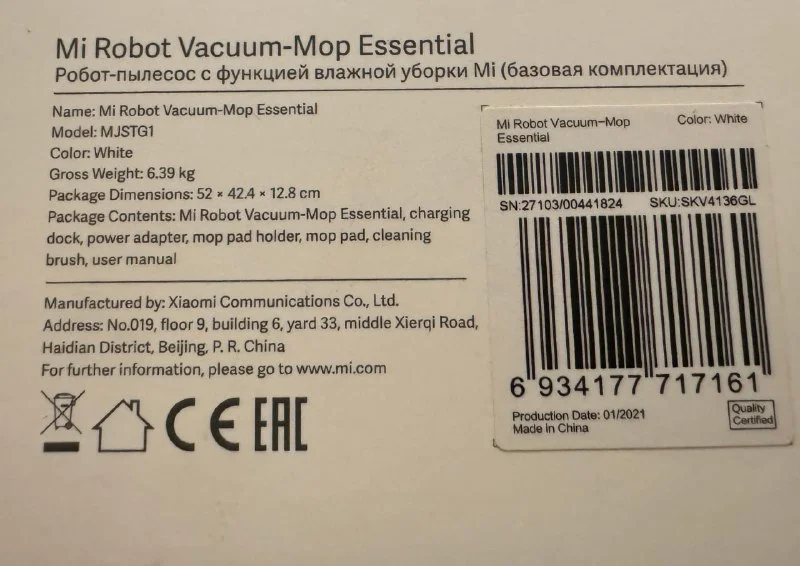 Mi Robot Vacuum-Mop Essential
Робот-пылесос с функцией влажной уборки Mi (базовая комплектация)
Name: Mi Robot Vacuum-Mop Essential
Model: MJSTG1
Color: White
Gross Weight: 6.39 kg
Package Dimensions: 52 × 42.4 × 12.8 cm
Package Contents: Mi Robot Vacuum-Mop Essential, charging
dock, power adapter, mop pad holder, mop pad, cleaning
brush, user manual
Manufactured by: Xiaomi Communications Co., Ltd.
Address: No.019, floor 9, building 6, yard 33, middle Xierqi Road,
Haidian District, Beijing, P. R. China
For further information, please go to www.mi.com
CE EAC
Mi Robot Vacuum-Mop
Essential
Color: White
SN:27103/00441824 SKU:SKV4136GL
6 934177 717161
Production Date: 01/2021
Made In China
Quality
Certified